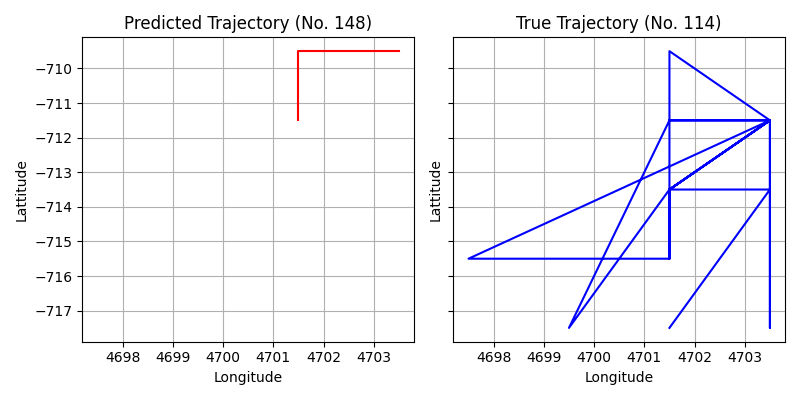 Predicted Trajectory (No. 148)
True Trajectory (No. 114)
−710
−711
−712
−713
−714
−715
−716
−717
Lattitude
Lattitude
4698 4699 4700 4701 4702 4703
4698 4699 4700 4701 4702 4703
Longitude
Longitude